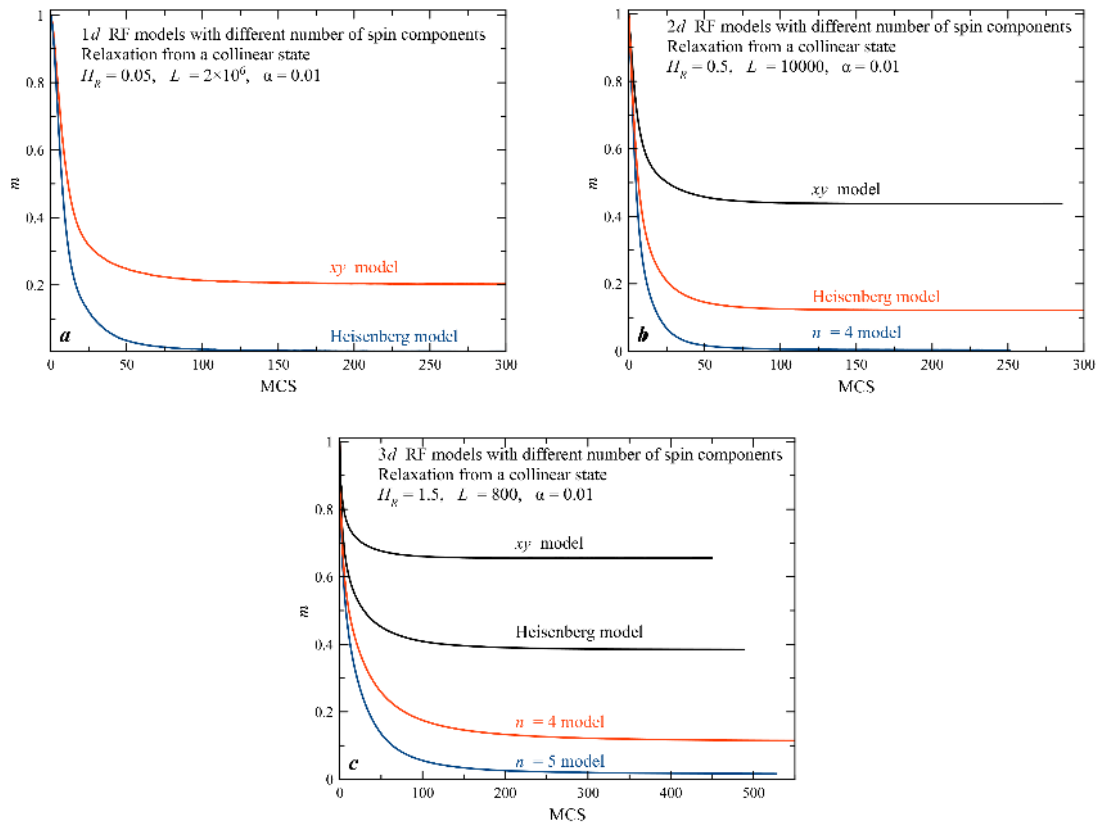 1d RF models with different number of spin components
Relaxation from a collinear state
H_R = 0.05, L = 2×10⁶, α = 0.01
m
1
0.8
0.6
0.4
0.2
0
xy model
Heisenberg model
a
0 50 100 150 200 250 300
MCS
2d RF models with different number of spin components
Relaxation from a collinear state
H_R = 0.5, L = 10000, α = 0.01
m
1
0.8
0.6
0.4
0.2
0
xy model
Heisenberg model
n = 4 model
b
0 50 100 150 200 250 300
MCS
3d RF models with different number of spin components
Relaxation from a collinear state
H_R = 1.5, L = 800, α = 0.01
m
1
0.8
0.6
0.4
0.2
0
xy model
Heisenberg model
n = 4 model
n = 5 model
c
0 100 200 300 400 500
MCS